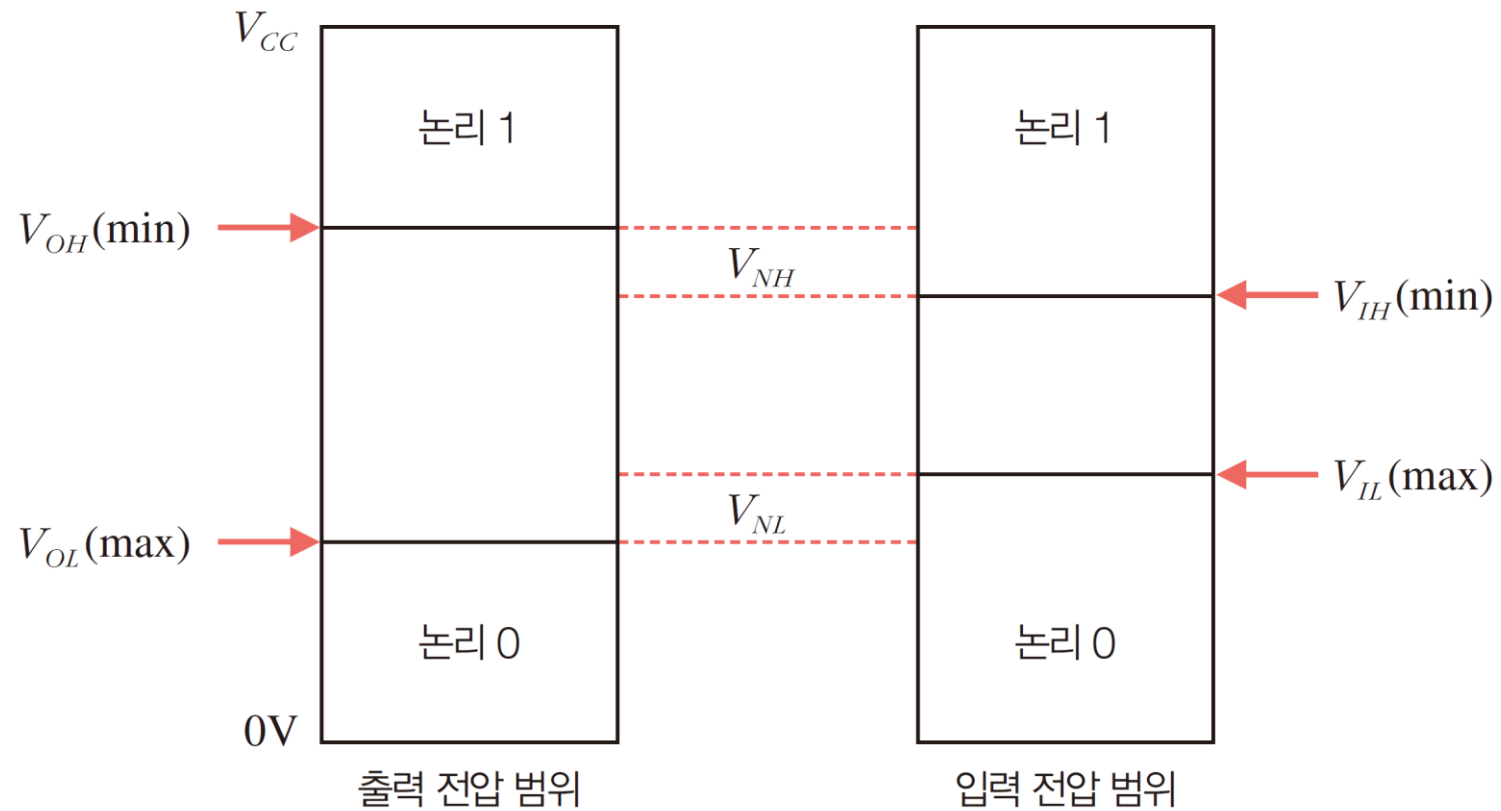 V_CC
논리 1
논리 1
V_OH(min)
V_NH
V_IH(min)
V_IL(max)
V_NL
V_OL(max)
논리 0
논리 0
0V
출력 전압 범위
입력 전압 범위